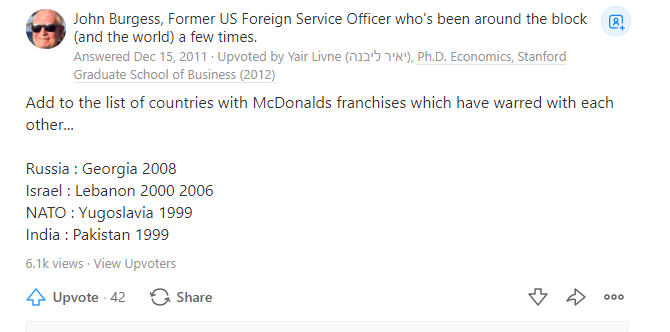 John Burgess, Former US Foreign Service Officer who's been around the block
(and the world) a few times.
Answered Dec 15, 2011 · Upvoted by Yair Livne (יאיר ליבנה), Ph.D. Economics, Stanford
Graduate School of Business (2012)
Add to the list of countries with McDonalds franchises which have warred with each
other...
Russia : Georgia 2008
Israel : Lebanon 2000 2006
NATO : Yugoslavia 1999
India : Pakistan 1999
6.1k views · View Upvoters
Upvote · 42 Share